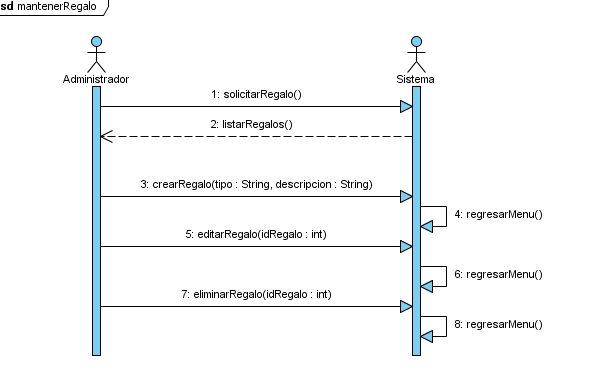 sd mantenerRegalo
Administrador
Sistema
1: solicitarRegalo()
2: listarRegalos()
3: crearRegalo(tipo : String, descripcion : String)
4: regresarMenu()
5: editarRegalo(idRegalo : int)
6: regresarMenu()
7: eliminarRegalo(idRegalo : int)
8: regresarMenu()